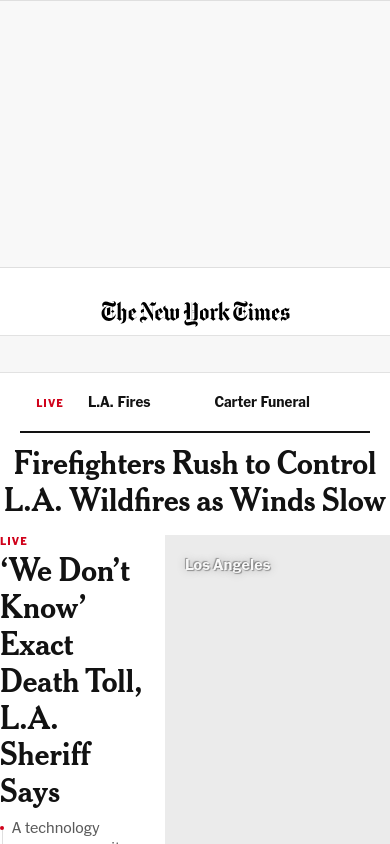 The New York Times
LIVE L.A. Fires Carter Funeral
Firefighters Rush to Control
L.A. Wildfires as Winds Slow
LIVE
‘We Don’t
Know’
Exact
Death Toll,
L.A.
Sheriff
Says
Los Angeles
A technology